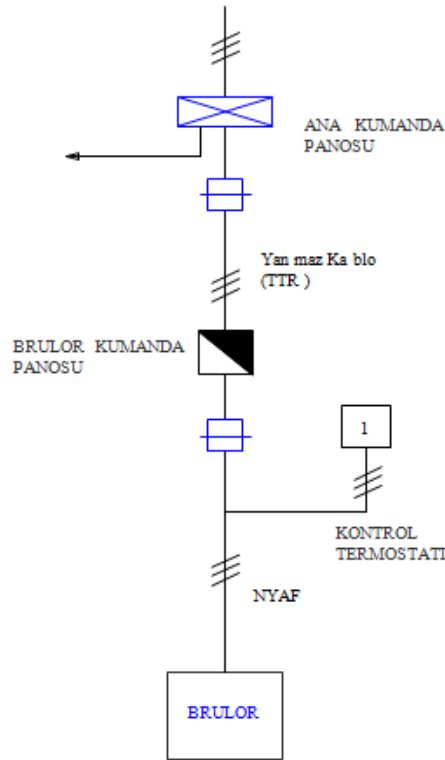 ANA KUMANDA
PANOSU
Yan maz Ka blo
(TTR )
BRULOR KUMANDA
PANOSU
1
KONTROL
TERMOSTATI
NYAF
BRULOR